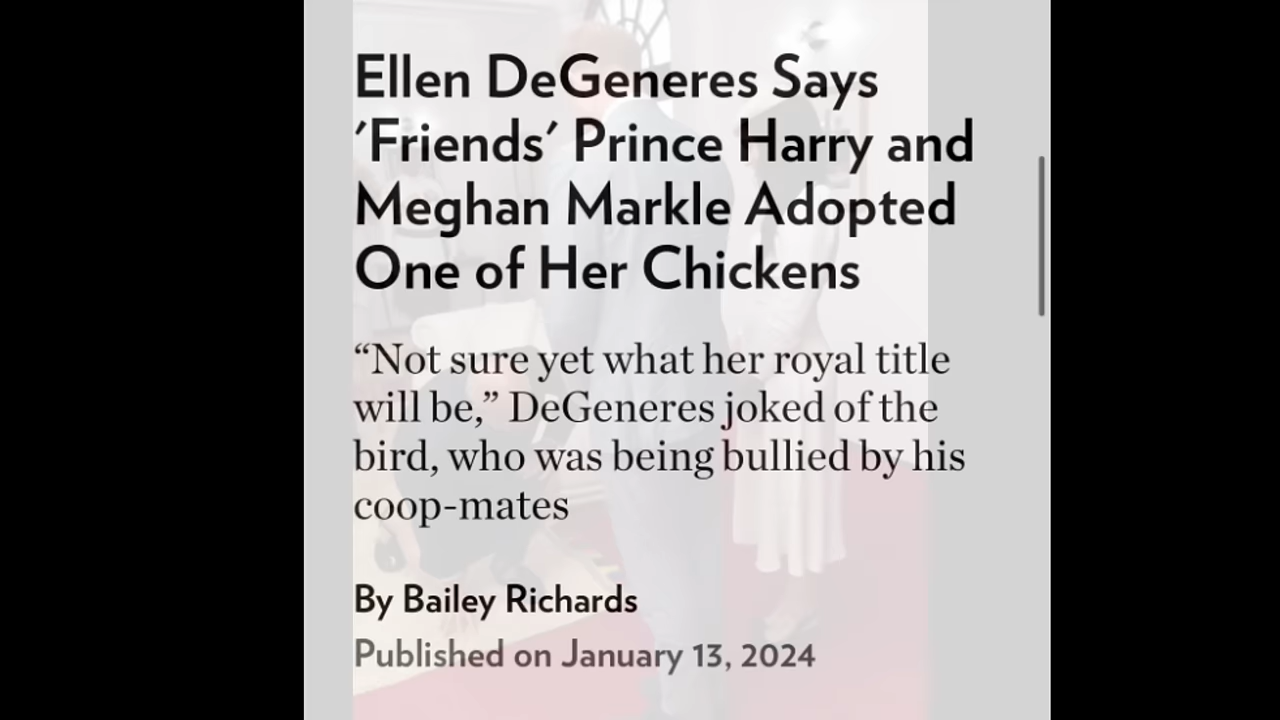 Ellen DeGeneres Says
'Friends' Prince Harry and
Meghan Markle Adopted
One of Her Chickens
“Not sure yet what her royal title
will be,” DeGeneres joked of the
bird, who was being bullied by his
coop-mates
By Bailey Richards
Published on January 13, 2024